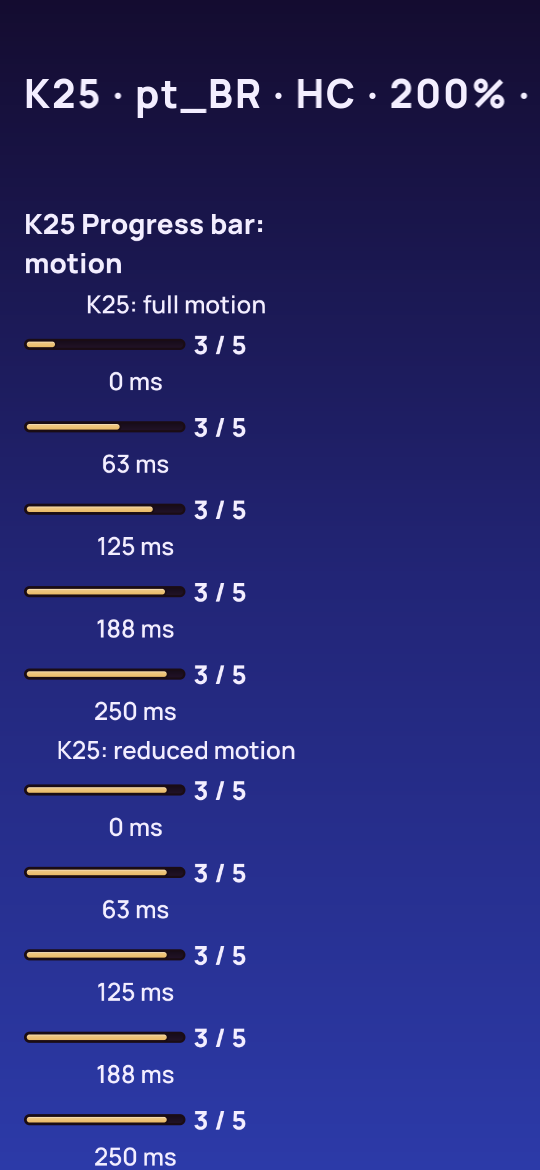 K25 · pt_BR · HC · 200% ·
K25 Progress bar:
motion
K25: full motion
3 / 5
0 ms
3 / 5
63 ms
3 / 5
125 ms
3 / 5
188 ms
3 / 5
250 ms
K25: reduced motion
3 / 5
0 ms
3 / 5
63 ms
3 / 5
125 ms
3 / 5
188 ms
3 / 5
250 ms